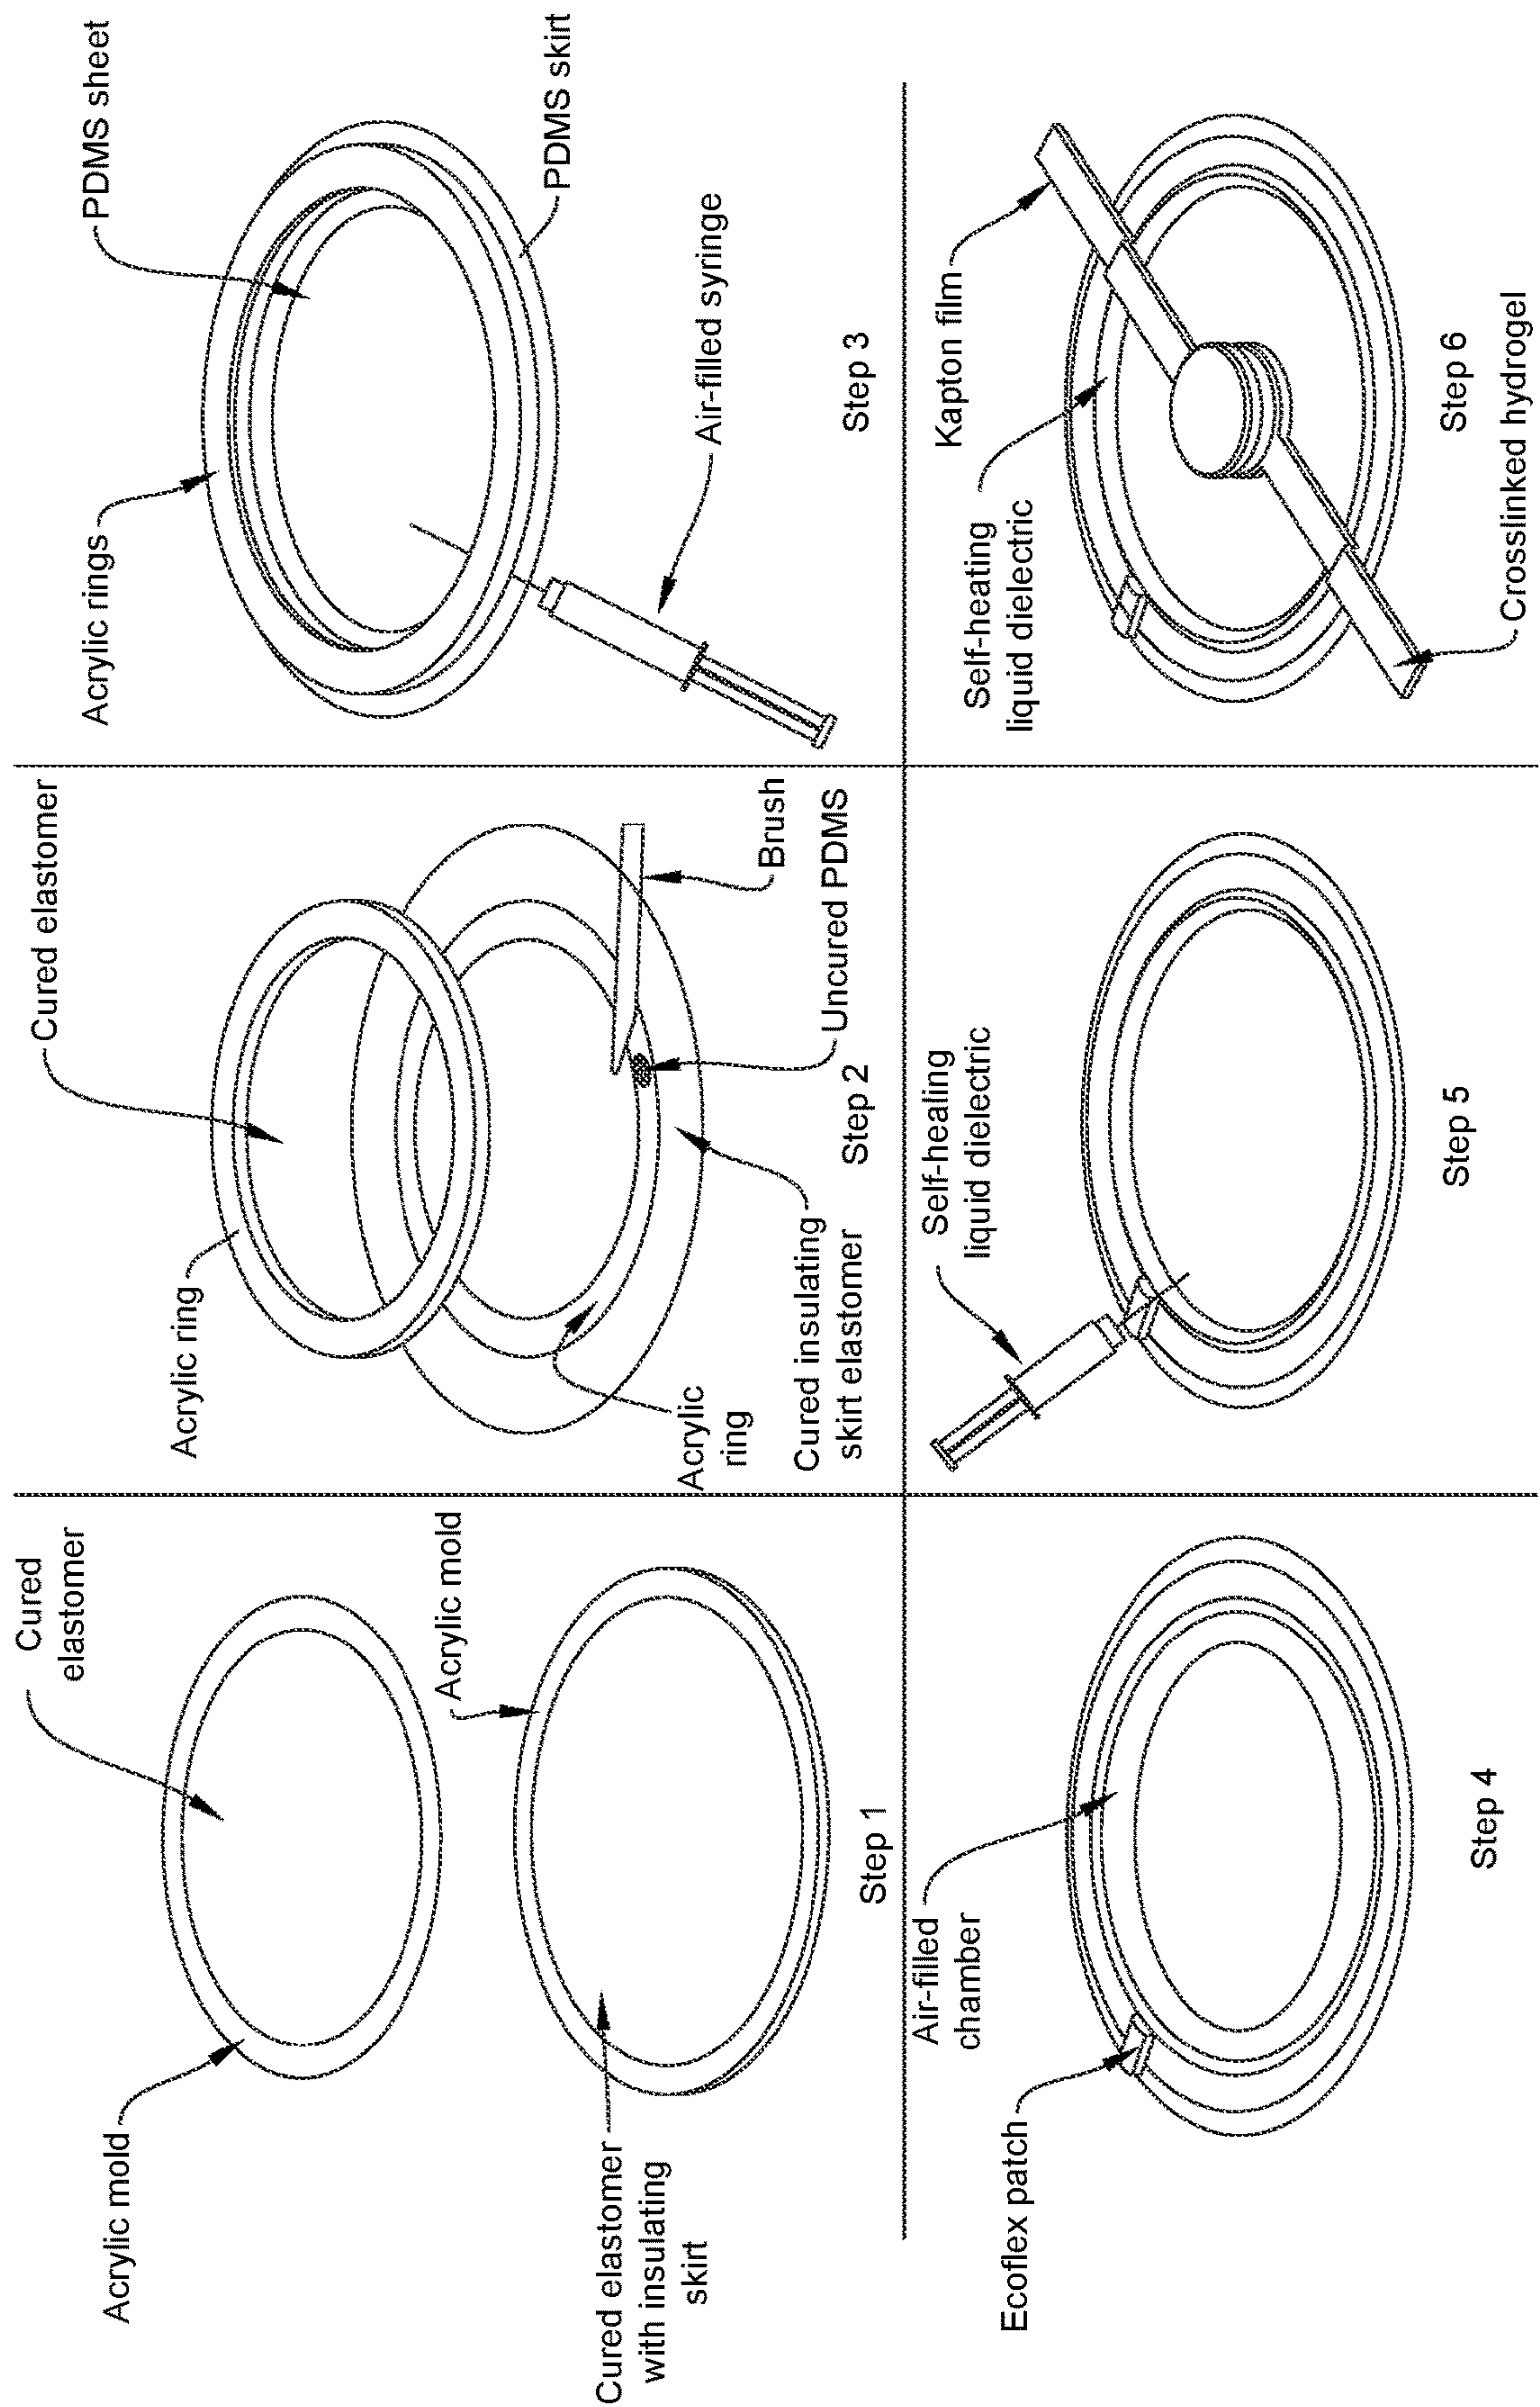 Cured
elastomer
Acrylic mold
Acrylic mold
Cured elastomer
with insulating
skirt
Step 1
Cured elastomer
Acrylic ring
Acrylic
ring
Brush
Uncured PDMS
Cured insulating
skirt elastomer
Step 2
PDMS sheet
Acrylic rings
PDMS skirt
Air-filled syringe
Step 3
Air-filled
chamber
Ecoflex patch
Step 4
Self-healing
liquid dielectric
Step 5
Kapton film
Self-heating
liquid dielectric
Step 6
Crosslinked hydrogel